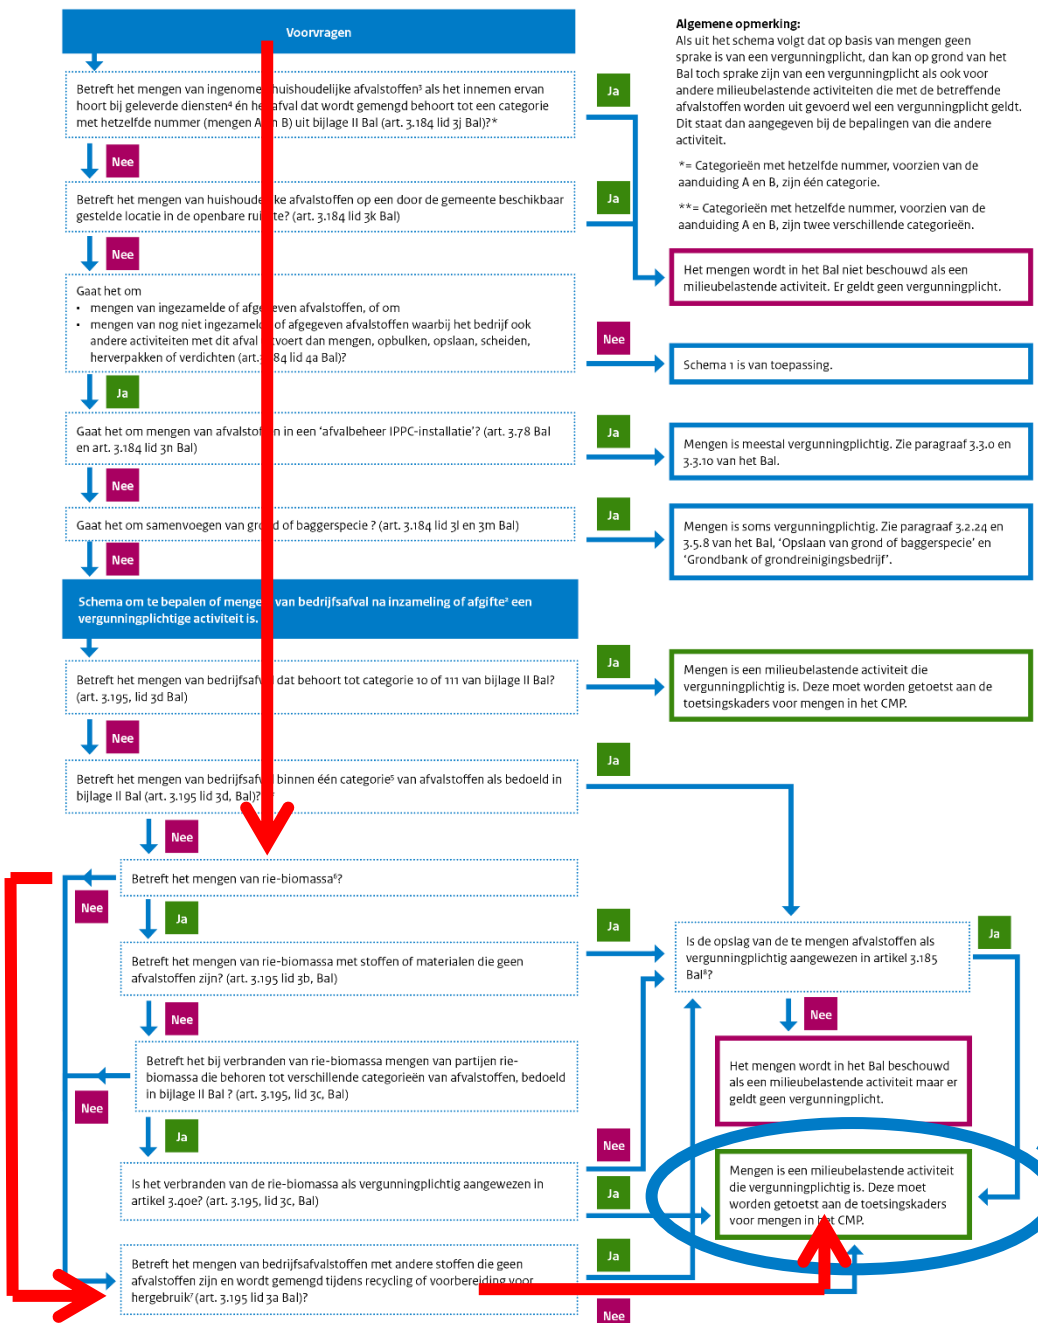 Voorvragen
Betreft het mengen van ingenomen huishoudelijke afvalstoffen³ als het innemen ervan
hoort bij geleverde diensten⁴ én het afval dat wordt gemengd behoort tot een categorie
met hetzelfde nummer (mengen A en B) uit bijlage II Bal (art. 3.184 lid 3j Bal)?*
Ja
Nee
Betreft het mengen van huishoudelijke afvalstoffen op een door de gemeente beschikbaar
gestelde locatie in de openbare ruimte? (art. 3.184 lid 3k Bal)
Ja
Nee
Gaat het om
• mengen van ingezamelde of afgegeven afvalstoffen, of om
• mengen van nog niet ingezamelde of afgegeven afvalstoffen waarbij het bedrijf ook
andere activiteiten met dit afval uitvoert dan mengen, opbulken, opslaan, scheiden,
herverpakken of verdichten (art. 3.184 lid 4a Bal)?
Nee
Ja
Gaat het om mengen van afvalstoffen in een ‘afvalbeheer IPPC-installatie’? (art. 3.78 Bal
en art. 3.184 lid 3n Bal)
Ja
Nee
Gaat het om samenvoegen van grond of baggerspecie ? (art. 3.184 lid 3l en 3m Bal)
Ja
Nee
Algemene opmerking:
Als uit het schema volgt dat op basis van mengen geen
sprake is van een vergunningplicht, dan kan op grond van het
Bal toch sprake zijn van een vergunningplicht als ook voor
andere milieubelastende activiteiten die met de betreffende
afvalstoffen worden uit gevoerd wel een vergunningplicht geldt.
Dit staat dan aangegeven bij de bepalingen van die andere
activiteit.
*= Categorieën met hetzelfde nummer, voorzien van de
aanduiding A en B, zijn één categorie.
**= Categorieën met hetzelfde nummer, voorzien van de
aanduiding A en B, zijn twee verschillende categorieën.
Het mengen wordt in het Bal niet beschouwd als een
milieubelastende activiteit. Er geldt geen vergunningplicht.
Schema 1 is van toepassing.
Mengen is meestal vergunningplichtig. Zie paragraaf 3.3.0 en
3.3.10 van het Bal.
Mengen is soms vergunningplichtig. Zie paragraaf 3.2.24 en
3.5.8 van het Bal, ‘Opslaan van grond of baggerspecie’ en
‘Grondbank of grondreinigingsbedrijf’.
Schema om te bepalen of mengen van bedrijfsafval na inzameling of afgifte² een
vergunningplichtige activiteit is.
Betreft het mengen van bedrijfsafval dat behoort tot categorie 10 of 111 van bijlage II Bal?
(art. 3.195, lid 3d Bal)
Ja
Mengen is een milieubelastende activiteit die
vergunningplichtig is. Deze moet worden getoetst aan de
toetsingskaders voor mengen in het CMP.
Nee
Betreft het mengen van bedrijfsafval binnen één categorie⁵ van afvalstoffen als bedoeld in
bijlage II Bal (art. 3.195 lid 3d, Bal)?
Ja
Nee
Betreft het mengen van rie-biomassa⁶?
Nee
Ja
Betreft het mengen van rie-biomassa met stoffen of materialen die geen
afvalstoffen zijn? (art. 3.195 lid 3b, Bal)
Ja
Nee
Is de opslag van de te mengen afvalstoffen als
vergunningplichtig aangewezen in artikel 3.185
Bal⁸?
Ja
Nee
Betreft het bij verbranden van rie-biomassa mengen van partijen rie-
biomassa die behoren tot verschillende categorieën van afvalstoffen, bedoeld
in bijlage II Bal ? (art. 3.195, lid 3c, Bal)
Nee
Ja
Het mengen wordt in het Bal beschouwd
als een milieubelastende activiteit maar er
geldt geen vergunningplicht.
Is het verbranden van de rie-biomassa als vergunningplichtig aangewezen in
artikel 3.40e? (art. 3.195, lid 3c, Bal)
Nee
Ja
Mengen is een milieubelastende activiteit
die vergunningplichtig is. Deze moet
worden getoetst aan de toetsingskaders
voor mengen in het CMP.
Betreft het mengen van bedrijfsafvalstoffen met andere stoffen die geen
afvalstoffen zijn en wordt gemengd tijdens recycling of voorbereiding voor
hergebruik⁷ (art. 3.195 lid 3a Bal)?
Ja
Nee